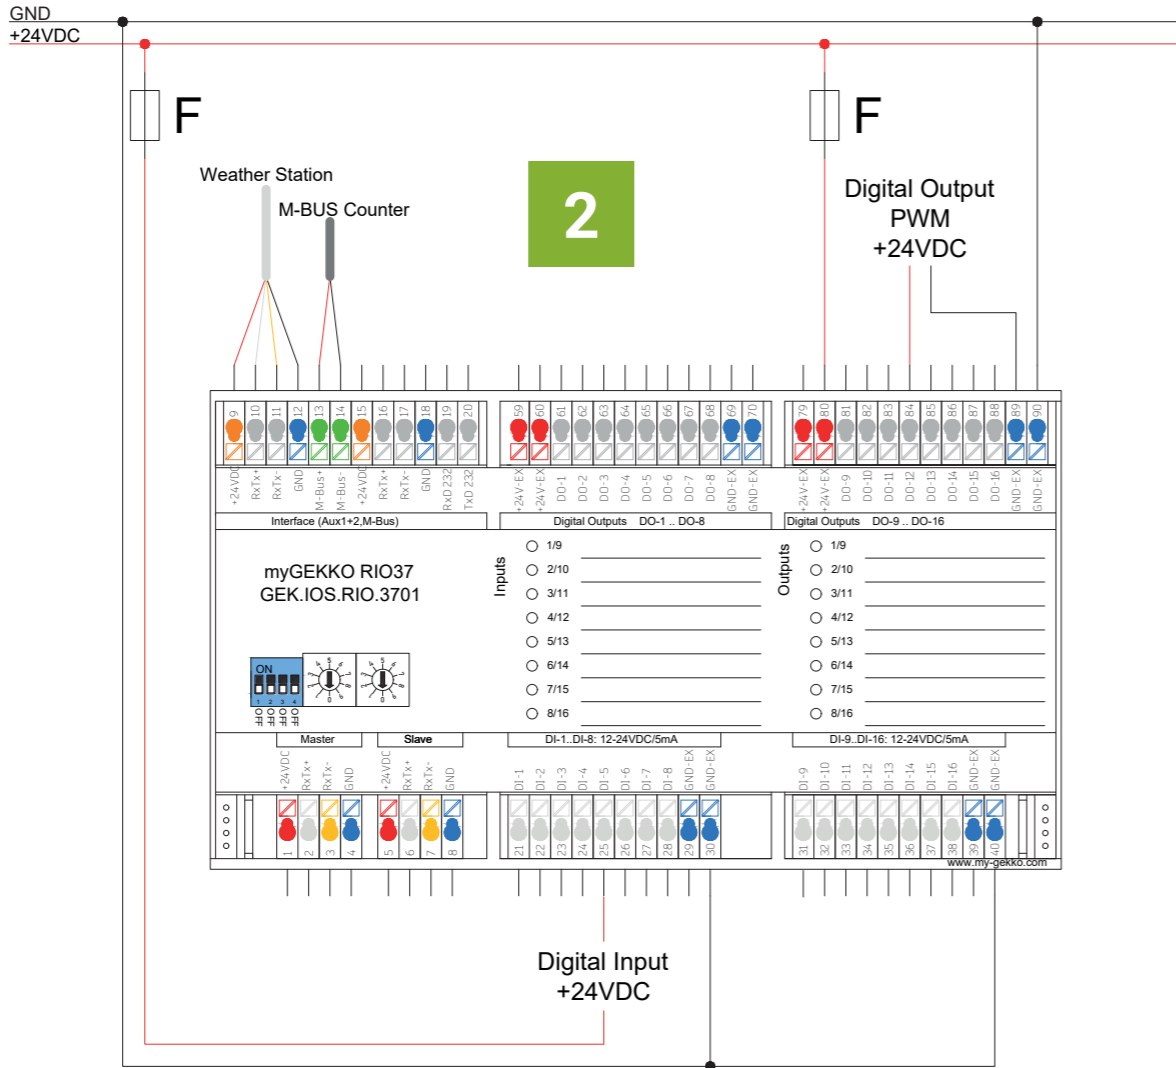 GND
+24VDC
F
F
Weather Station
M-BUS Counter
2
Digital Output
PWM
+24VDC
9 10 11 12 13 14 15 16 17 18 19 20
59 60 61 62 63 64 65 66 67 68 69 70
79 80 81 82 83 84 85 86 87 88 89 90
+24VDC RxTx+ RxTx- GND M-Bus+ M-Bus- +24VDC RxTx+ RxTx- GND RxD 232 TxD 232
+24V-EX +24V-EX DO-1 DO-2 DO-3 DO-4 DO-5 DO-6 DO-7 DO-8 GND-EX GND-EX
+24V-EX +24V-EX DO-9 DO-10 DO-11 DO-12 DO-13 DO-14 DO-15 DO-16 GND-EX GND-EX
Interface (Aux1+2,M-Bus)
Digital Outputs DO-1 .. DO-8
Digital Outputs DO-9 .. DO-16
myGEKKO RIO37
GEK.IOS.RIO.3701
Inputs
1/9
2/10
3/11
4/12
5/13
6/14
7/15
8/16
Outputs
1/9
2/10
3/11
4/12
5/13
6/14
7/15
8/16
ON
1 2 3 4
OFF OFF OFF OFF
Master
Slave
DI-1..DI-8: 12-24VDC/5mA
DI-9..DI-16: 12-24VDC/5mA
+24VDC RxTx+ RxTx- GND
+24VDC RxTx+ RxTx- GND
DI-1 DI-2 DI-3 DI-4 DI-5 DI-6 DI-7 DI-8 GND-EX GND-EX
DI-9 DI-10 DI-11 DI-12 DI-13 DI-14 DI-15 DI-16 GND-EX GND-EX
1 2 3 4
5 6 7 8
21 22 23 24 25 26 27 28 29 30
31 32 33 34 35 36 37 38 39 40
www.my-gekko.com
Digital Input
+24VDC